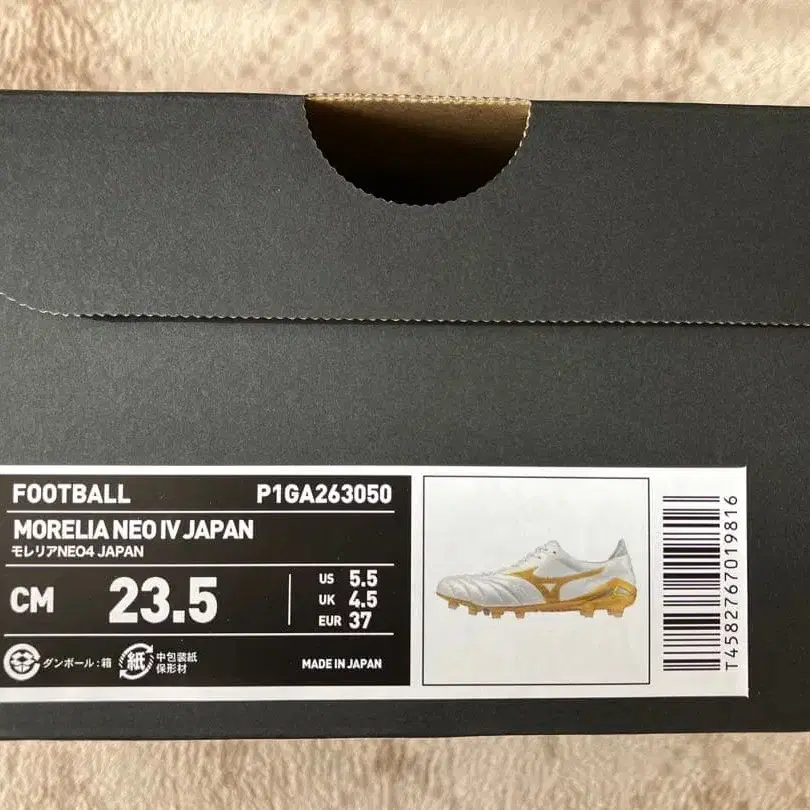 FOOTBALL P1GA263050
MORELIA NEO IV JAPAN
モレリアNEO4 JAPAN
CM 23.5
US 5.5
UK 4.5
EUR 37
ダンボール:箱
紙 中包装紙
保形材
MADE IN JAPAN
T4582767019816